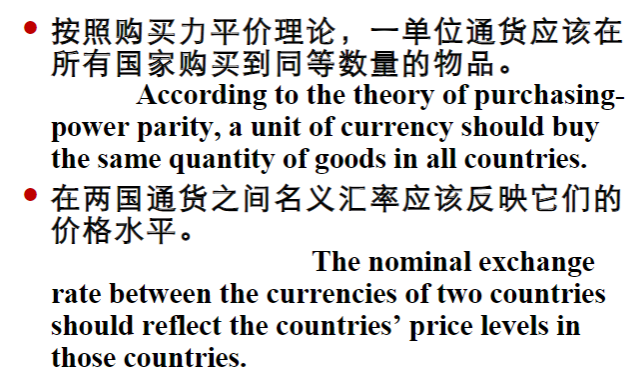 • 按照购买力平价理论，一单位通货应该在
所有国家购买到同等数量的物品。
According to the theory of purchasing-
power parity, a unit of currency should buy
the same quantity of goods in all countries.
• 在两国通货之间名义汇率应该反映它们的
价格水平。
The nominal exchange
rate between the currencies of two countries
should reflect the countries’ price levels in
those countries.